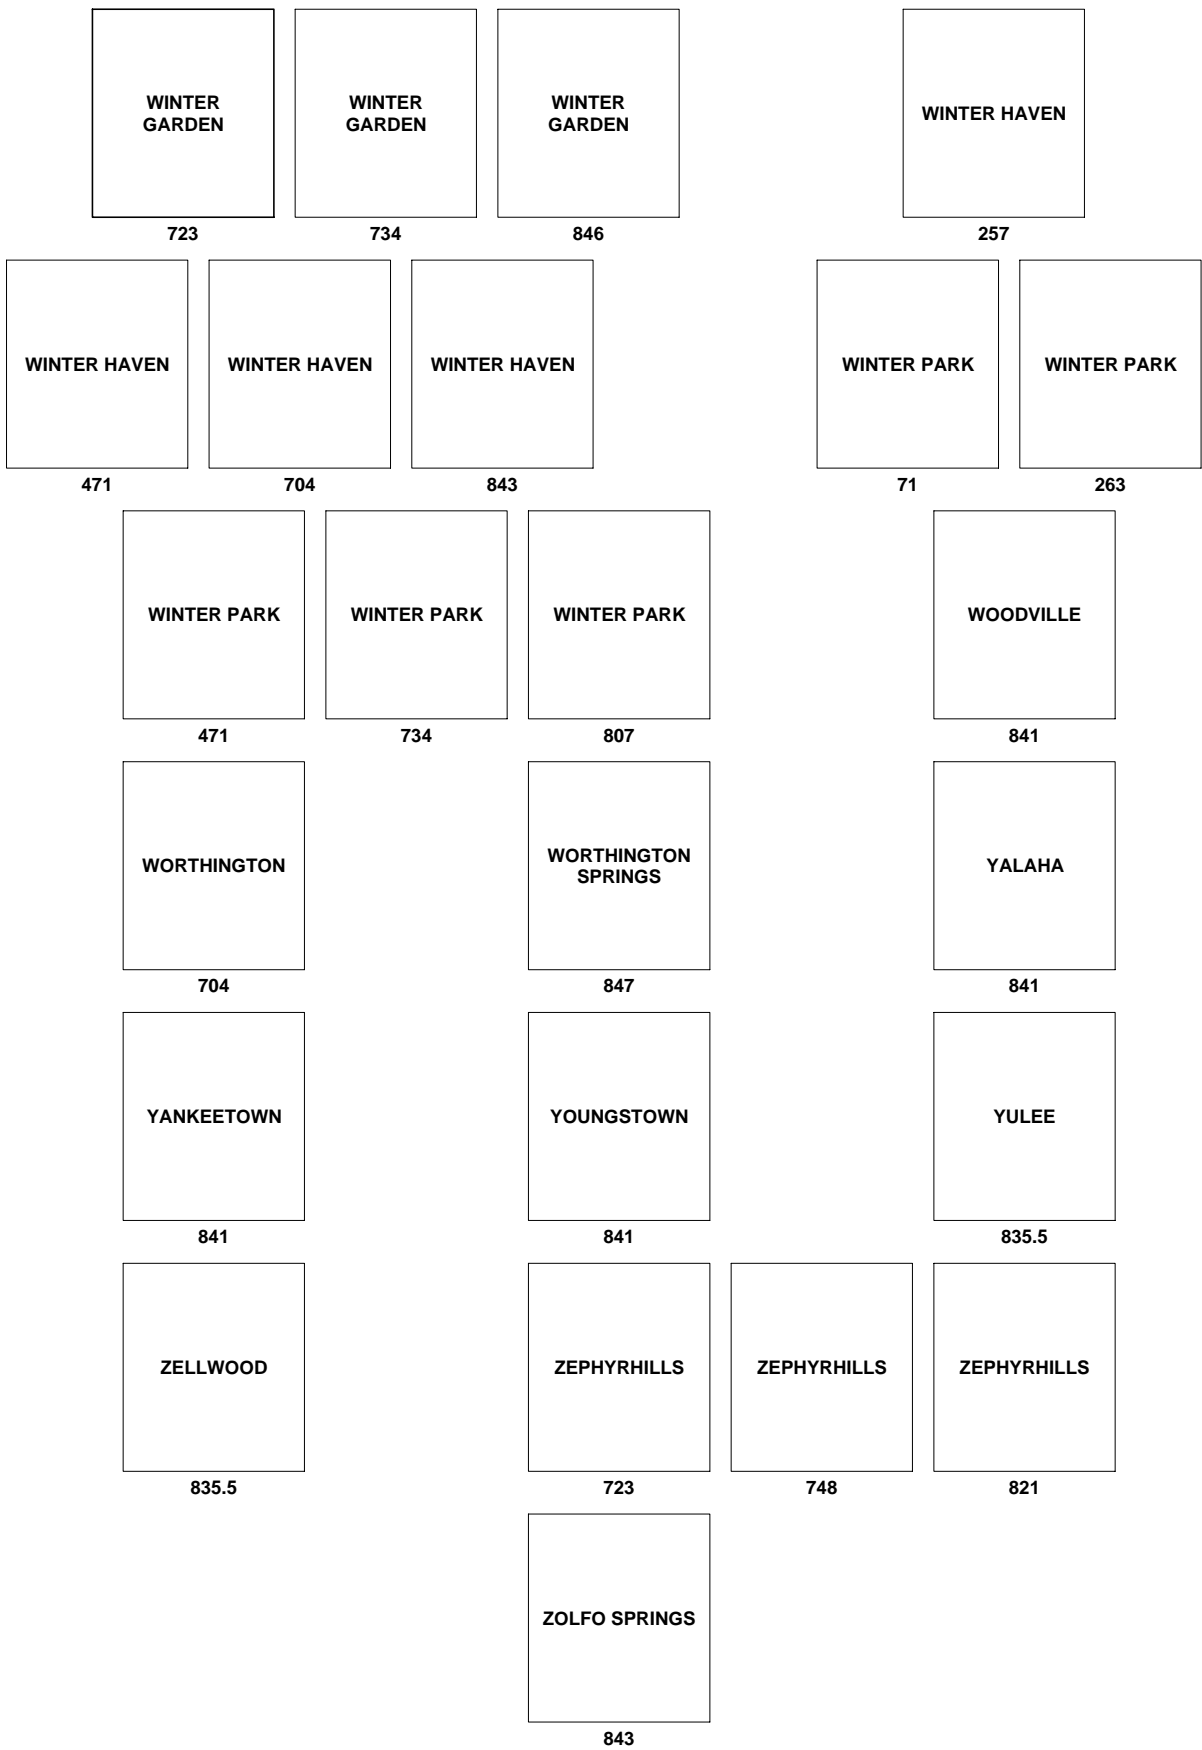 WINTER
GARDEN
WINTER
GARDEN
WINTER
GARDEN
WINTER HAVEN
723
734
846
257
WINTER HAVEN
WINTER HAVEN
WINTER HAVEN
WINTER PARK
WINTER PARK
471
704
843
71
263
WINTER PARK
WINTER PARK
WINTER PARK
WOODVILLE
471
734
807
841
WORTHINGTON
WORTHINGTON
SPRINGS
YALAHA
704
847
841
YANKEETOWN
YOUNGSTOWN
YULEE
841
841
835.5
ZELLWOOD
ZEPHYRHILLS
ZEPHYRHILLS
ZEPHYRHILLS
835.5
723
748
821
ZOLFO SPRINGS
843